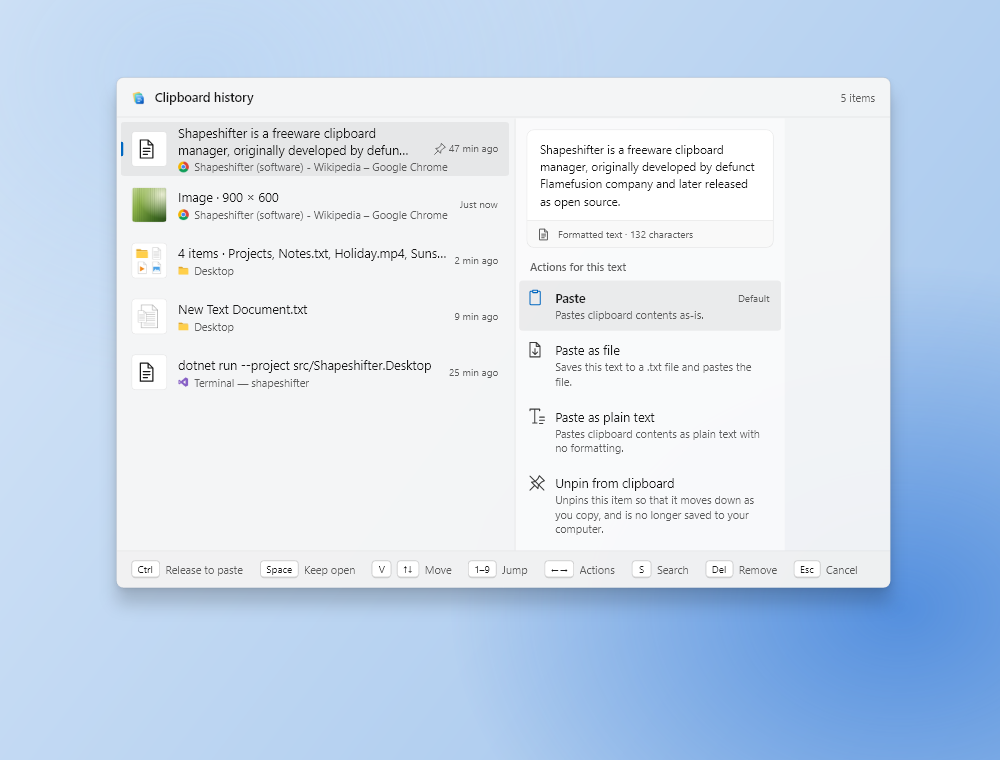 Clipboard history
5 items
Shapeshifter is a freeware clipboard
manager, originally developed by defun...
47 min ago
Shapeshifter (software) - Wikipedia – Google Chrome
Image · 900 × 600
Just now
Shapeshifter (software) - Wikipedia – Google Chrome
4 items · Projects, Notes.txt, Holiday.mp4, Suns...
2 min ago
Desktop
New Text Document.txt
9 min ago
Desktop
dotnet run --project src/Shapeshifter.Desktop
25 min ago
Terminal — shapeshifter
Shapeshifter is a freeware clipboard
manager, originally developed by defunct
Flamefusion company and later released
as open source.
Formatted text · 132 characters
Actions for this text
Paste
Default
Pastes clipboard contents as-is.
Paste as file
Saves this text to a .txt file and pastes the
file.
Paste as plain text
Pastes clipboard contents as plain text with
no formatting.
Unpin from clipboard
Unpins this item so that it moves down as
you copy, and is no longer saved to your
computer.
Ctrl Release to paste Space Keep open V ↑↓ Move 1–9 Jump ←→ Actions S Search Del Remove Esc Cancel